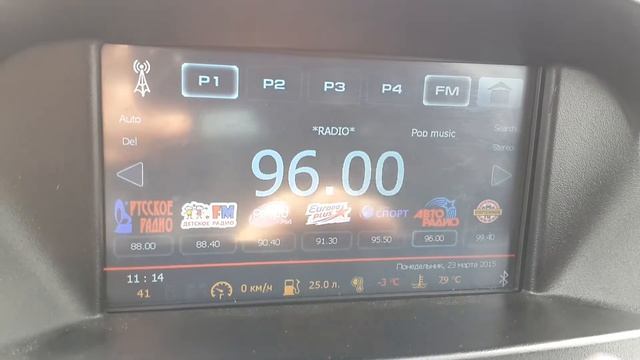 P1 P2 P3 P4 FM
Auto *RADIO* Pop music Search
Del Stereo
96.00
РУССКОЕ РАДИО
ДЕТСКОЕ РАДИО FM
Europa plus
СПОРТ
АВТО РАДИО
88.00 88.40 90.40 91.30 95.50 96.00 99.40
Понедельник, 23 марта 2015
11 : 14
41
0 км/ч 25.0 л. -3 °C 79 °C